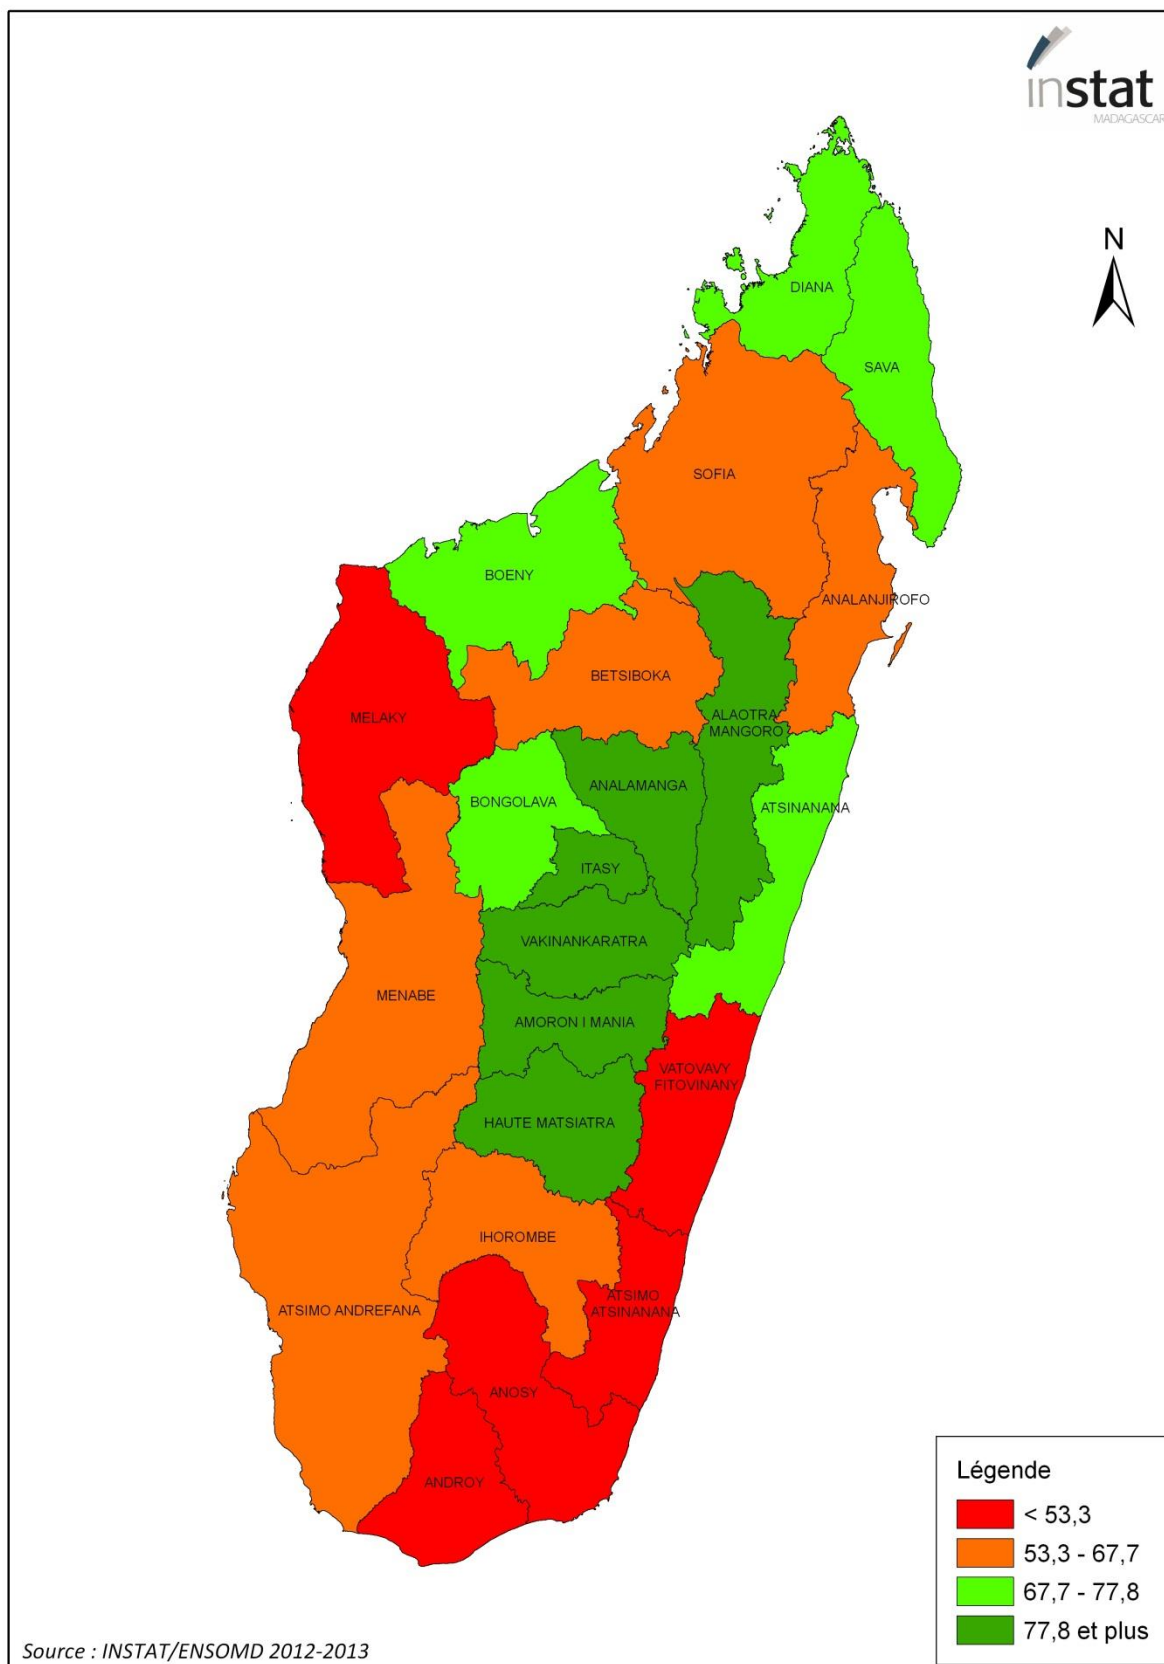 instat
MADAGASCAR
N
DIANA
SAVA
SOFIA
BOENY
ANALANJIROFO
BETSIBOKA
MELAKY
ALAOTRA
MANGORO
ANALAMANGA
BONGOLAVA
ATSINANANA
ITASY
VAKINANKARATRA
MENABE
AMORON I MANIA
VATOVAVY
FITOVINANY
HAUTE MATSIATRA
IHOROMBE
ATSIMO
ATSINANANA
ATSIMO ANDREFANA
ANOSY
ANDROY
Légende
< 53,3
53,3 - 67,7
67,7 - 77,8
77,8 et plus
Source : INSTAT/ENSOMD 2012-2013